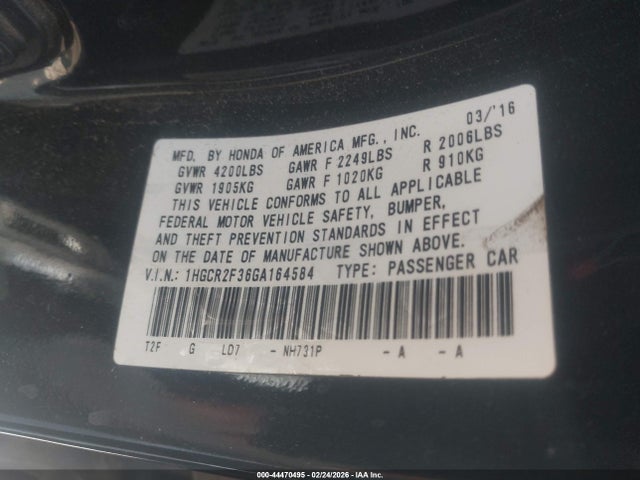 MFD. BY HONDA OF AMERICA MFG., INC. 03/'16
GVWR 4200LBS GAWR F 2249LBS R 2006LBS
GVWR 1905KG GAWR F 1020KG R 910KG
THIS VEHICLE CONFORMS TO ALL APPLICABLE
FEDERAL MOTOR VEHICLE SAFETY, BUMPER,
AND THEFT PREVENTION STANDARDS IN EFFECT
ON THE DATE OF MANUFACTURE SHOWN ABOVE.
V.I.N.: 1HGCR2F36GA164584 TYPE: PASSENGER CAR
T2F G LD7 - NH731P - A - A
000-44470495 - 02/24/2026 - IAA Inc.